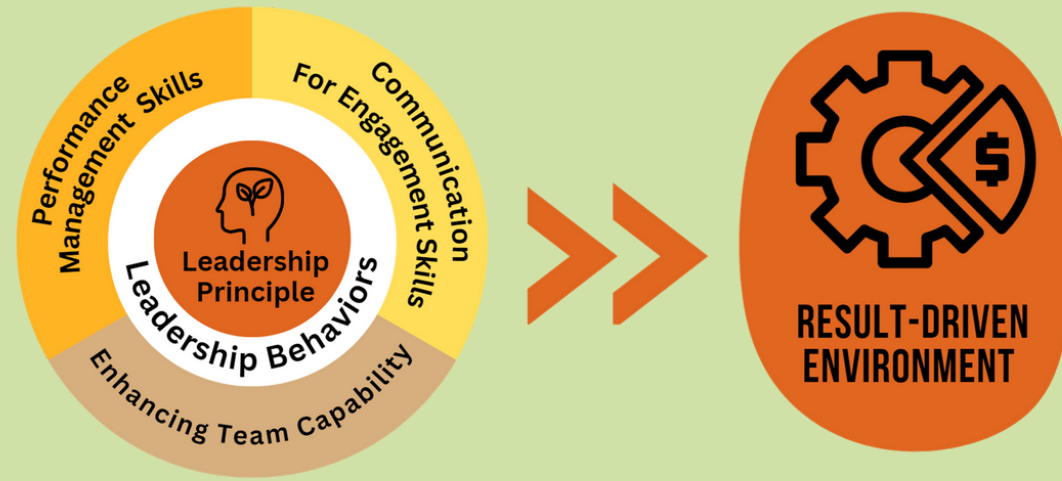 Performance
Management Skills
Communication
For Engagement Skills
Leadership
Principle
Leadership Behaviors
Enhancing Team Capability
$
RESULT-DRIVEN
ENVIRONMENT